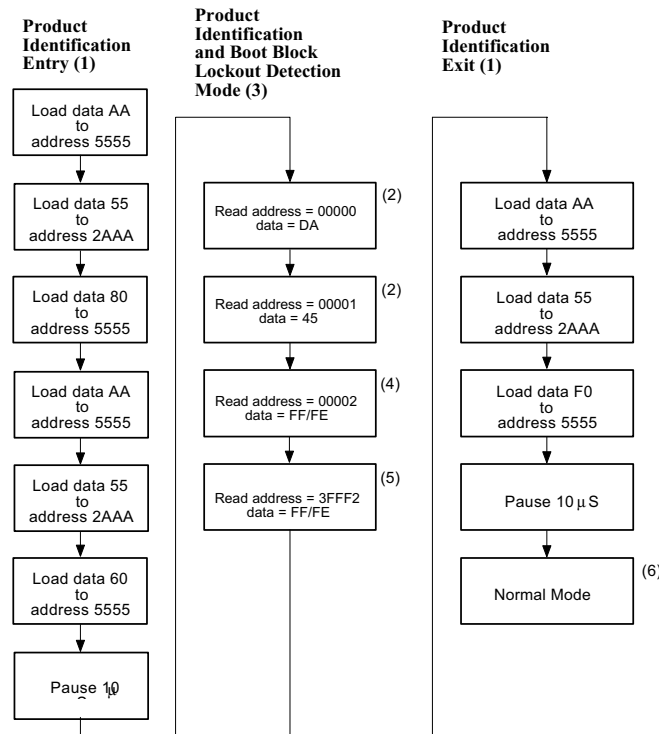 Product
Identification
Entry (1)
Load data AA
to
address 5555
Load data 55
to
address 2AAA
Load data 80
to
address 5555
Load data AA
to
address 5555
Load data 55
to
address 2AAA
Load data 60
to
address 5555
Pause 10
µ
Product
Identification
and Boot Block
Lockout Detection
Mode (3)
Read address = 00000
data = DA
(2)
Read address = 00001
data = 45
(2)
Read address = 00002
data = FF/FE
(4)
Read address = 3FFF2
data = FF/FE
(5)
Product
Identification
Exit (1)
Load data AA
to
address 5555
Load data 55
to
address 2AAA
Load data F0
to
address 5555
Pause 10 µ S
Normal Mode
(6)